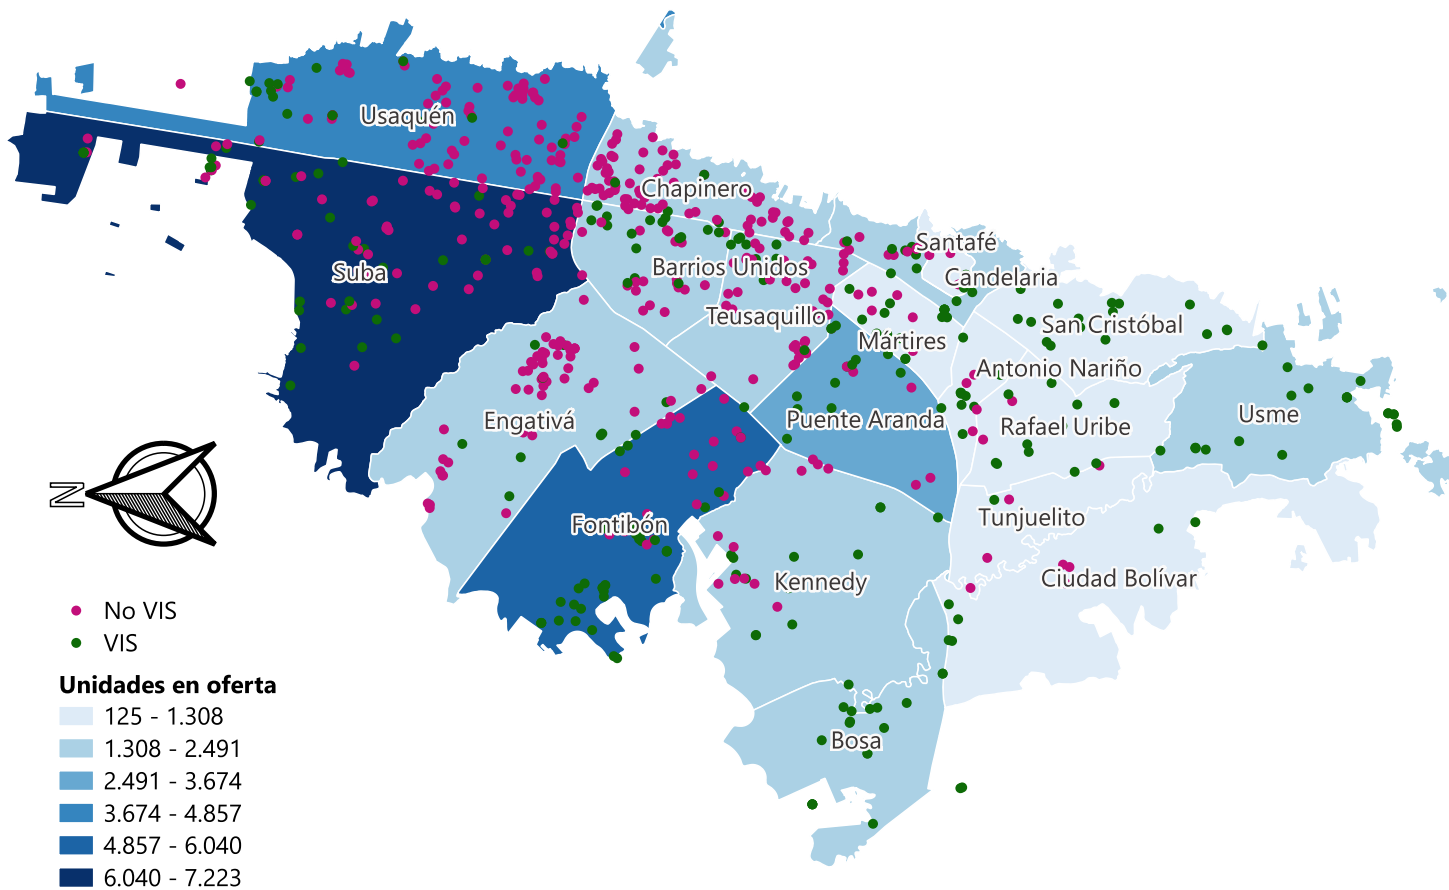 Usaquén
Chapinero
Santafé
Barrios Unidos
Suba
Candelaria
Teusaquillo
San Cristóbal
Mártires
Antonio Nariño
Engativá
Puente Aranda
Rafael Uribe
Usme
N
Fontibón
Tunjuelito
Kennedy
Ciudad Bolívar
Bosa
No VIS
VIS
Unidades en oferta
125 - 1.308
1.308 - 2.491
2.491 - 3.674
3.674 - 4.857
4.857 - 6.040
6.040 - 7.223